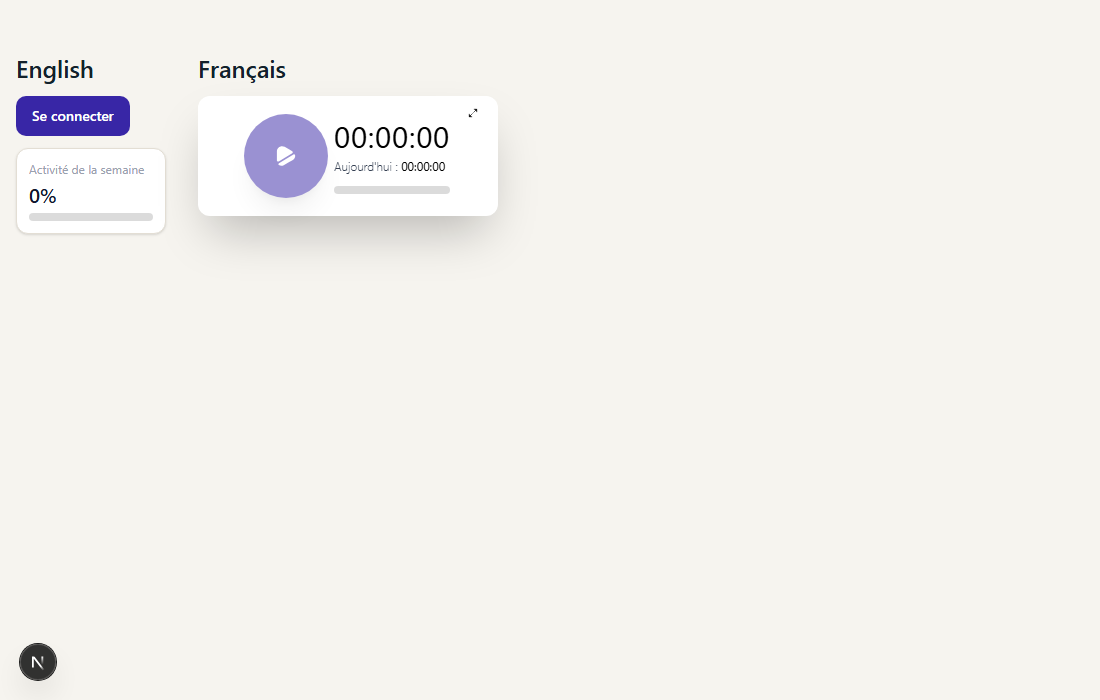 English
Se connecter
Activité de la semaine
0%
Français
00:00:00
Aujourd'hui : 00:00:00
N